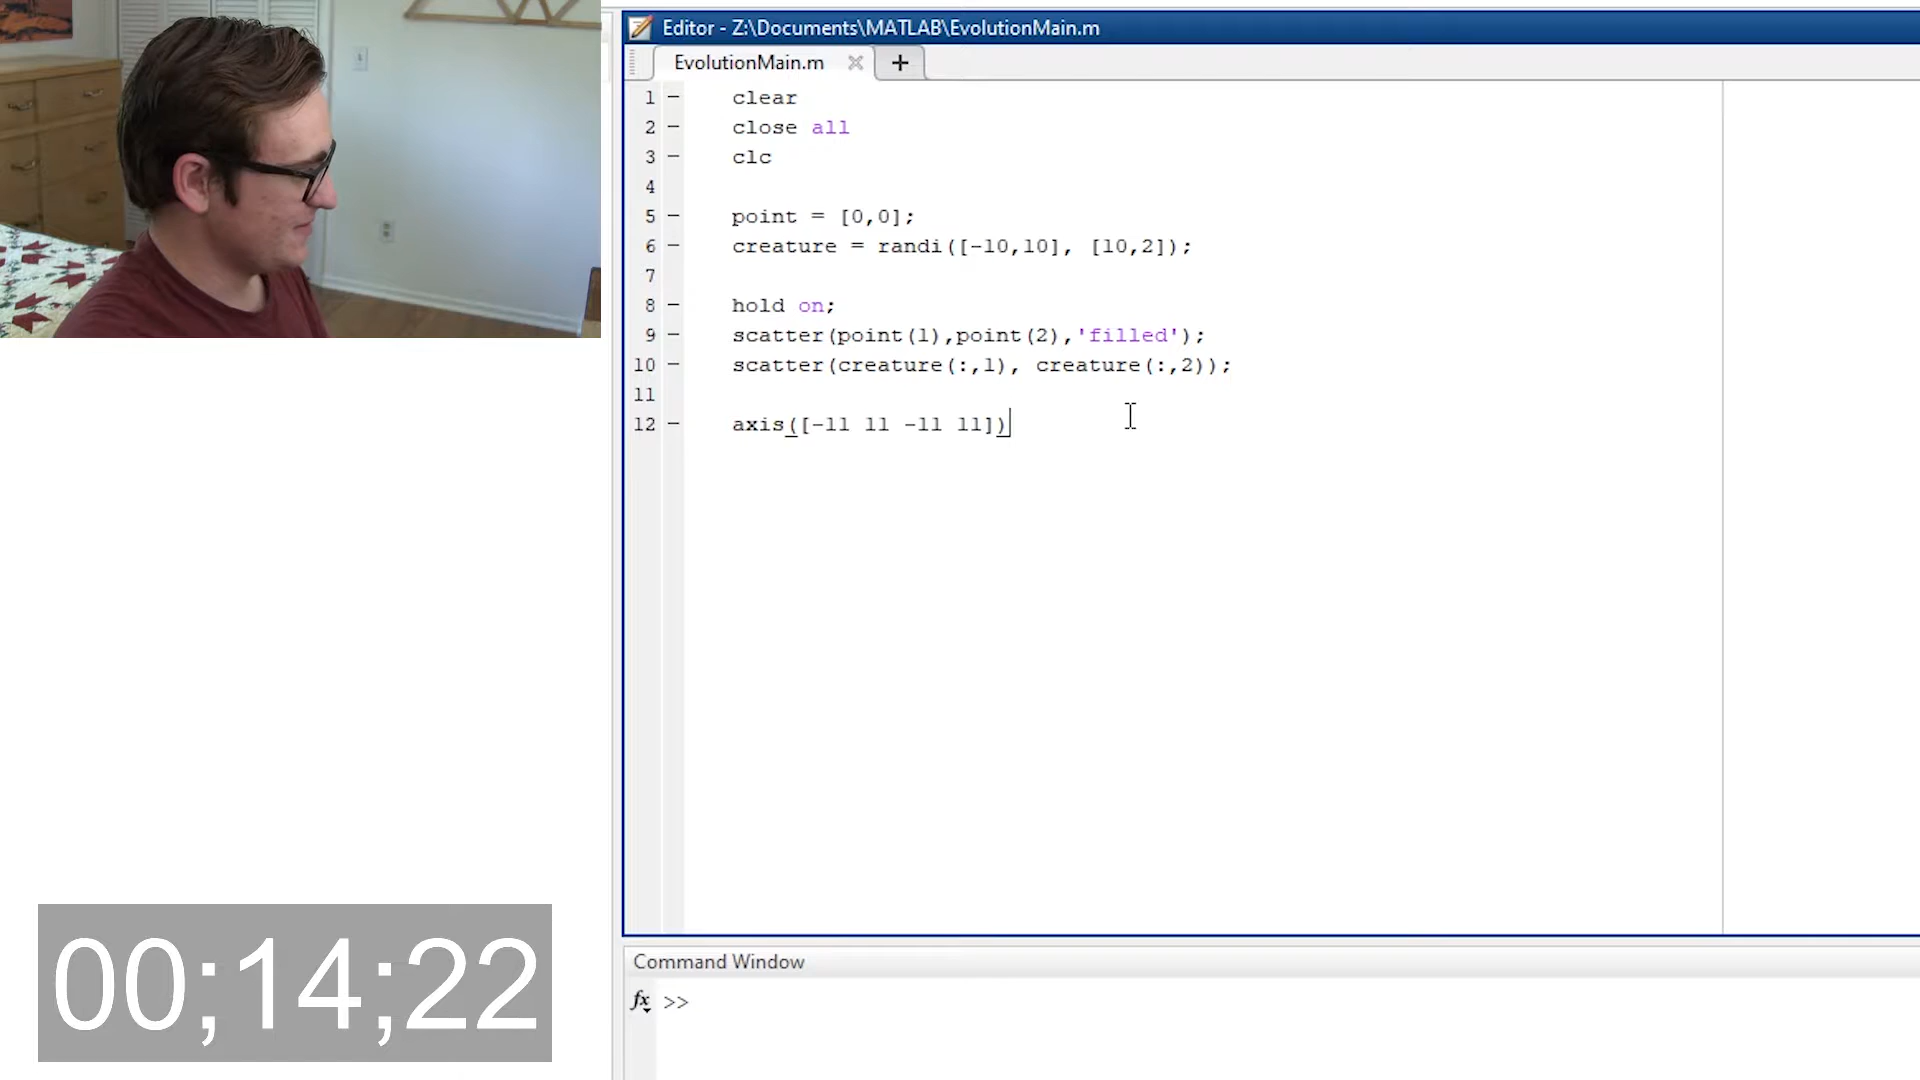 Editor - Z:\Documents\MATLAB\EvolutionMain.m
EvolutionMain.m
1 clear
2 close all
3 clc
4
5 point = [0,0];
6 creature = randi([-10,10], [10,2]);
7
8 hold on;
9 scatter(point(1),point(2),'filled');
10 scatter(creature(:,1), creature(:,2));
11
12 axis([-11 11 -11 11])
00;14;22
Command Window
fx >>